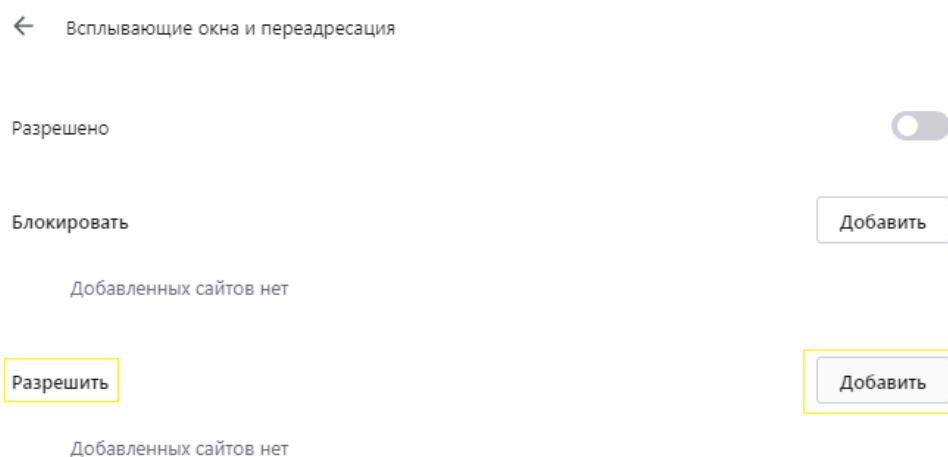 Всплывающие окна и переадресация
Разрешено
Блокировать
Добавить
Добавленных сайтов нет
Разрешить
Добавить
Добавленных сайтов нет